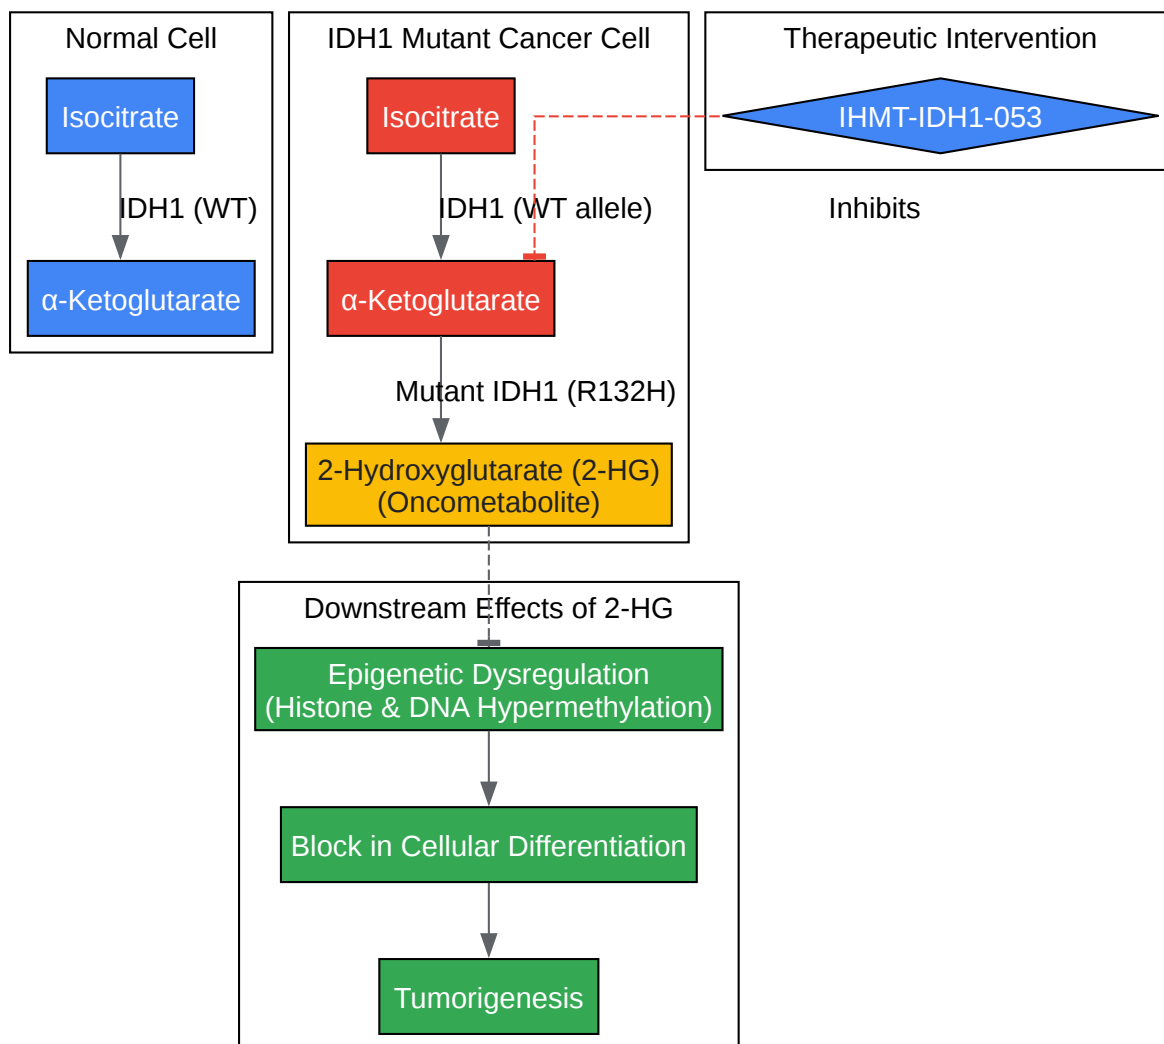 Normal Cell
Isocitrate
IDH1 (WT)
α-Ketoglutarate
IDH1 Mutant Cancer Cell
Isocitrate
IDH1 (WT allele)
α-Ketoglutarate
Mutant IDH1 (R132H)
2-Hydroxyglutarate (2-HG)
(Oncometabolite)
Therapeutic Intervention
IHMT-IDH1-053
Inhibits
Downstream Effects of 2-HG
Epigenetic Dysregulation
(Histone & DNA Hypermethylation)
Block in Cellular Differentiation
Tumorigenesis